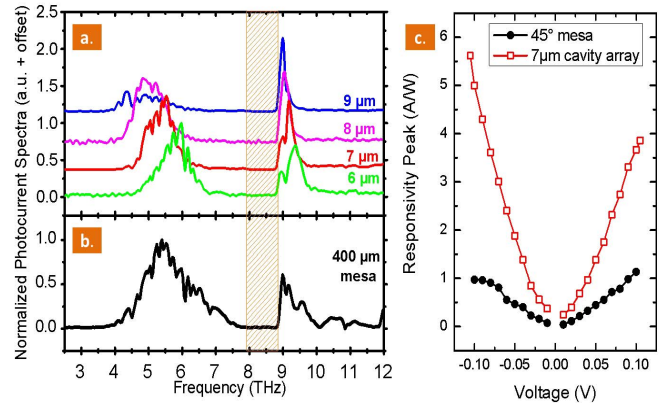 a.
Normalized Photocurrent Spectra (a.u. + offset)
2.5
2.0
1.5
1.0
0.5
0.0
9 µm
8 µm
7 µm
6 µm
b.
1.0
0.5
0.0
400 µm
mesa
3 4 5 6 7 8 9 10 11 12
Frequency (THz)
c.
Responsivity Peak (A/W)
6
5
4
3
2
1
0
45° mesa
7µm cavity array
-0.10 -0.05 0.00 0.05 0.10
Voltage (V)